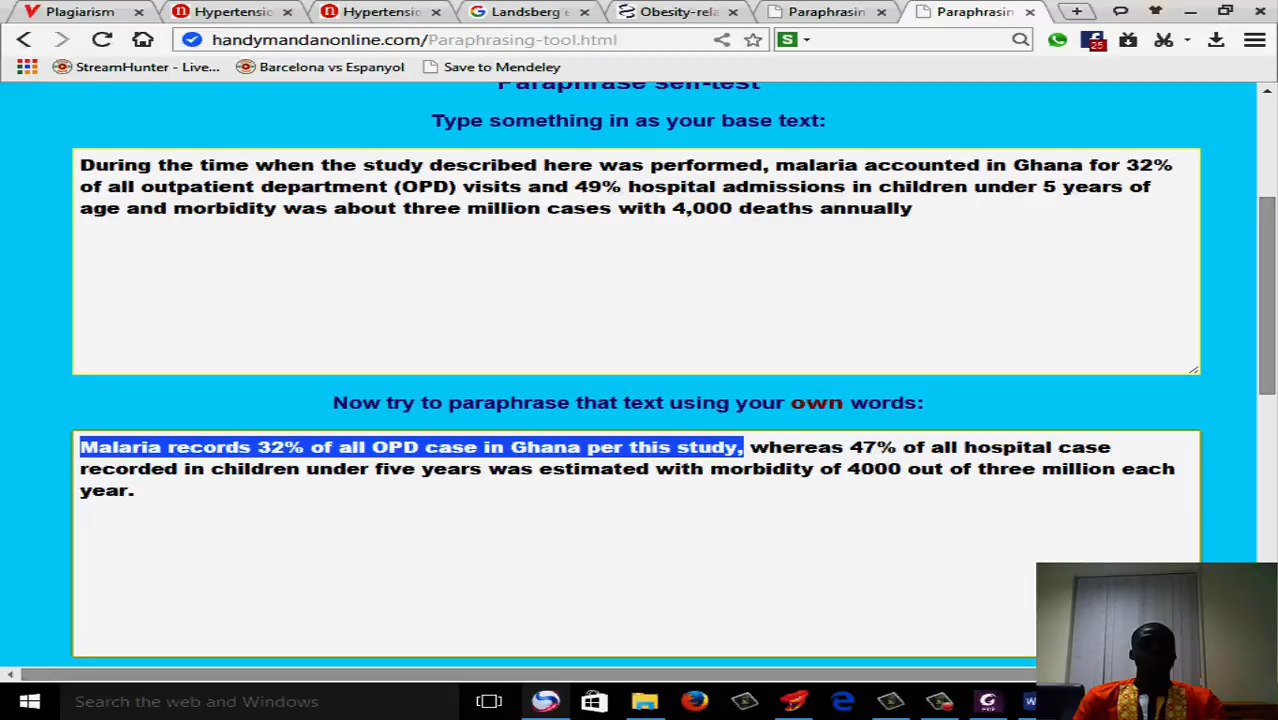 Plagiarism
Hypertensio
Hypertensio
Landsberg e
Obesity-rela
Paraphrasin
Paraphrasin
handymandanonline.com/Paraphrasing-tool.html
S
25
StreamHunter - Live...
Barcelona vs Espanyol
Save to Mendeley
Paraphrase self-test
Type something in as your base text:
During the time when the study described here was performed, malaria accounted in Ghana for 32%
of all outpatient department (OPD) visits and 49% hospital admissions in children under 5 years of
age and morbidity was about three million cases with 4,000 deaths annually
Now try to paraphrase that text using your own words:
Malaria records 32% of all OPD case in Ghana per this study, whereas 47% of all hospital case
recorded in children under five years was estimated with morbidity of 4000 out of three million each
year.
Search the web and Windows